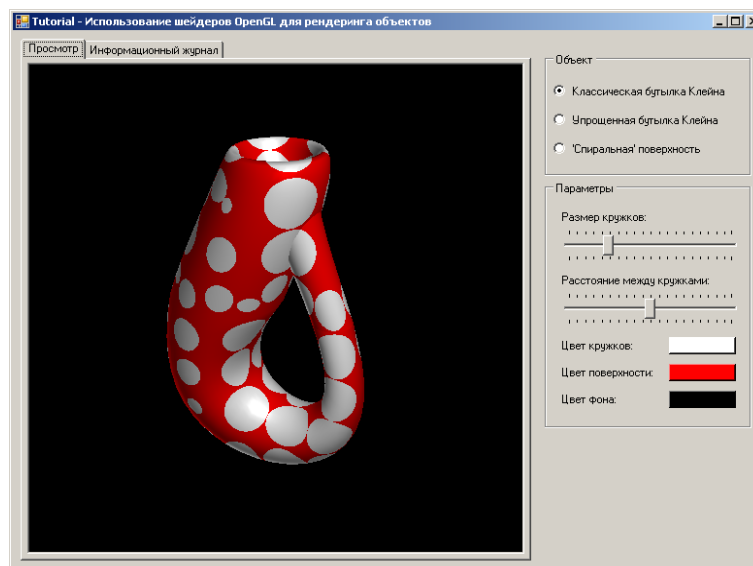 Tutorial - Использование шейдеров OpenGL для рендеринга объектов
Просмотр
Информационный журнал
Объект
Классическая бутылка Клейна
Упрощенная бутылка Клейна
'Спиральная' поверхность
Параметры
Размер кружков:
Расстояние между кружками:
Цвет кружков:
Цвет поверхности:
Цвет фона: